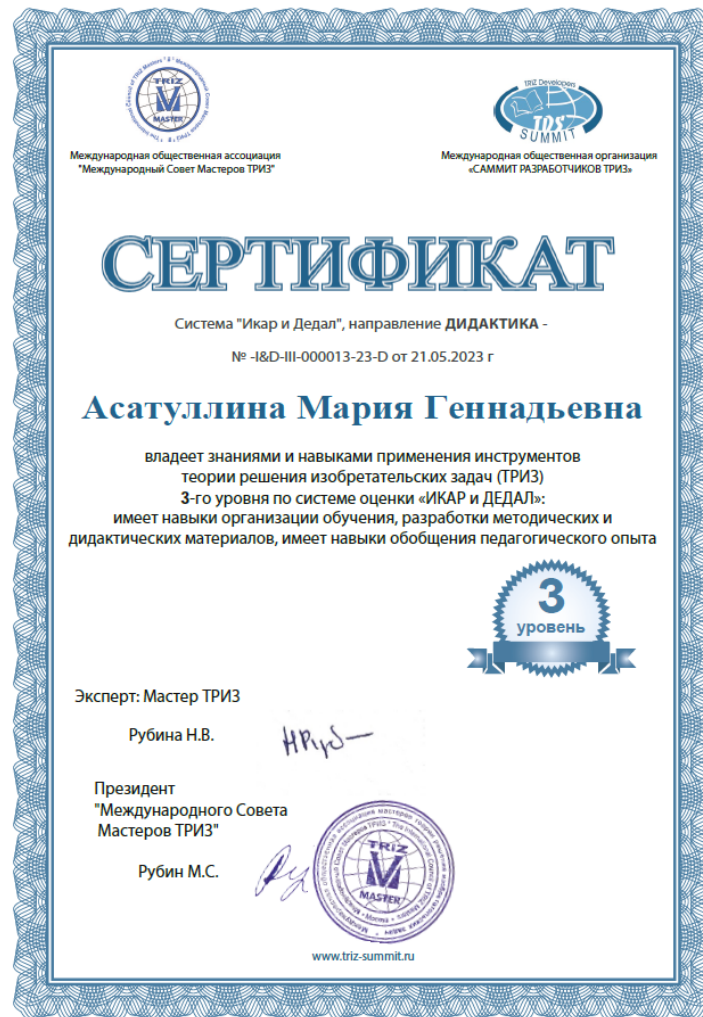 TRIZ
MASTER
TRIZ Developers
TDS
SUMMIT
Международная общественная ассоциация
"Международный Совет Мастеров ТРИЗ"
Международная общественная организация
«САММИТ РАЗРАБОТЧИКОВ ТРИЗ»
СЕРТИФИКАТ
Система "Икар и Дедал", направление ДИДАКТИКА -
№ -I&D-III-000013-23-D от 21.05.2023 г
Асатуллина Мария Геннадьевна
владеет знаниями и навыками применения инструментов
теории решения изобретательских задач (ТРИЗ)
3-го уровня по системе оценки «ИКАР и ДЕДАЛ»:
имеет навыки организации обучения, разработки методических и
дидактических материалов, имеет навыки обобщения педагогического опыта
3
уровень
Эксперт: Мастер ТРИЗ
Рубина Н.В.
Президент
"Международного Совета
Мастеров ТРИЗ"
Рубин М.С.
TRIZ
MASTER
www.triz-summit.ru